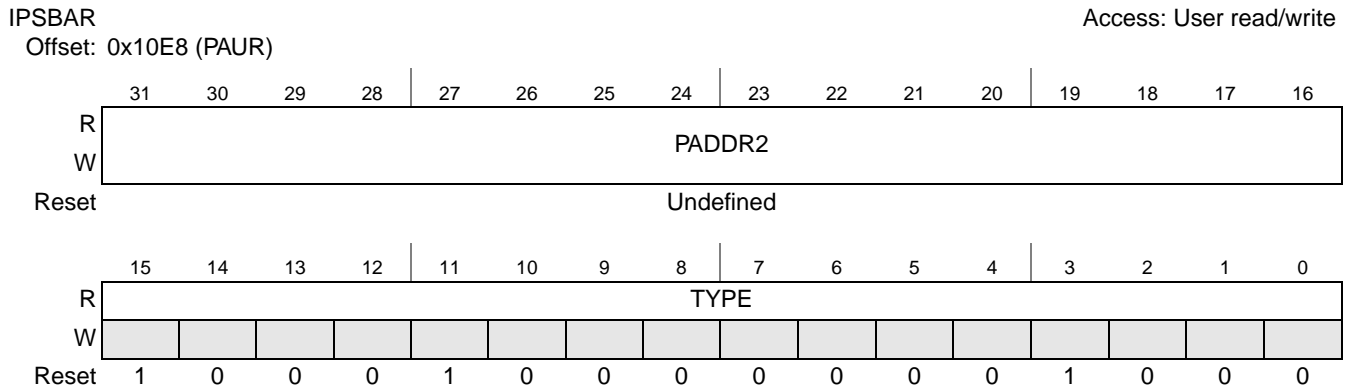 IPSBAR Access: User read/write
Offset: 0x10E8 (PAUR)
31 30 29 28 27 26 25 24 23 22 21 20 19 18 17 16
R
PADDR2
W
Reset Undefined
15 14 13 12 11 10 9 8 7 6 5 4 3 2 1 0
R TYPE
W
Reset 1 0 0 0 1 0 0 0 0 0 0 0 1 0 0 0